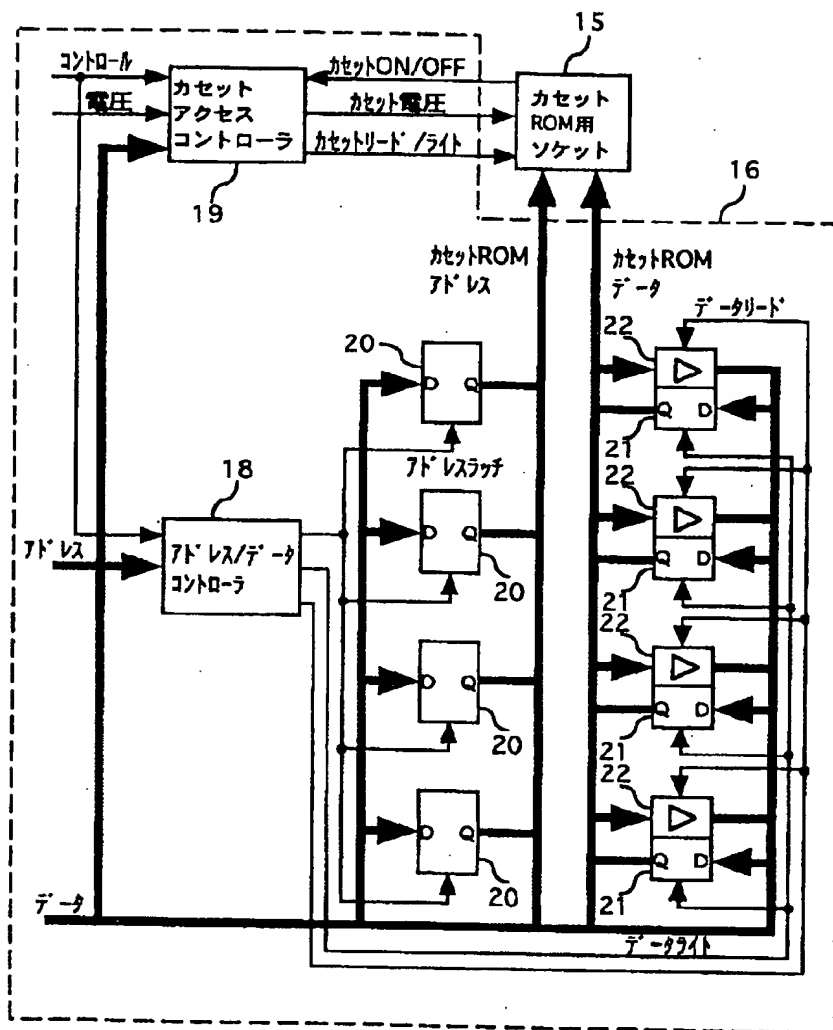 15
コントロール
カセットON/OFF
電圧
カセット
アクセス
コントローラ
カセット電圧
カセットリード/ライト
カセット
ROM用
ソケット
19
16
カセットROM
アドレス
カセットROM
データ
データリード
20
D Q
22
Q D
21
アドレスラッチ
18
22
D Q
アドレス
アドレス/データ
コントローラ
20
Q D
21
22
D Q
20
Q D
21
22
D Q
20
Q D
21
データ
データライト